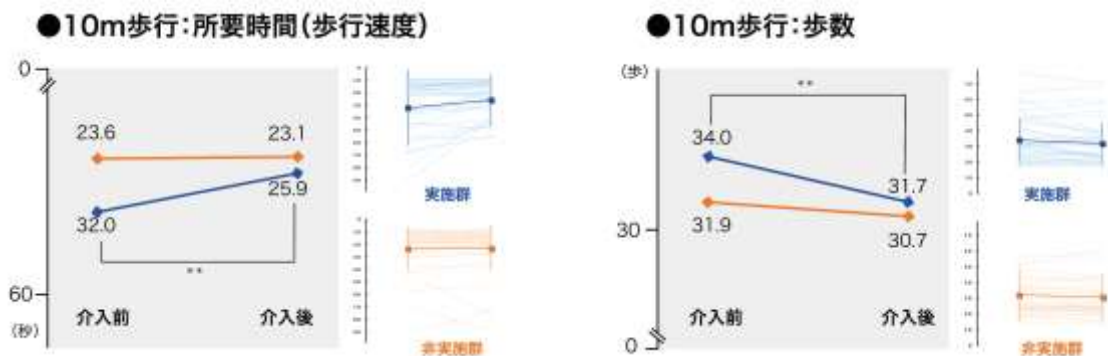 ●10m歩行:所要時間(歩行速度)
0
23.6
23.1
25.9
32.0
**
60
(秒)
介入前
介入後
実施群
非実施群
●10m歩行:歩数
(歩)
**
34.0
31.7
31.9
30.7
30
0
介入前
介入後
実施群
非実施群